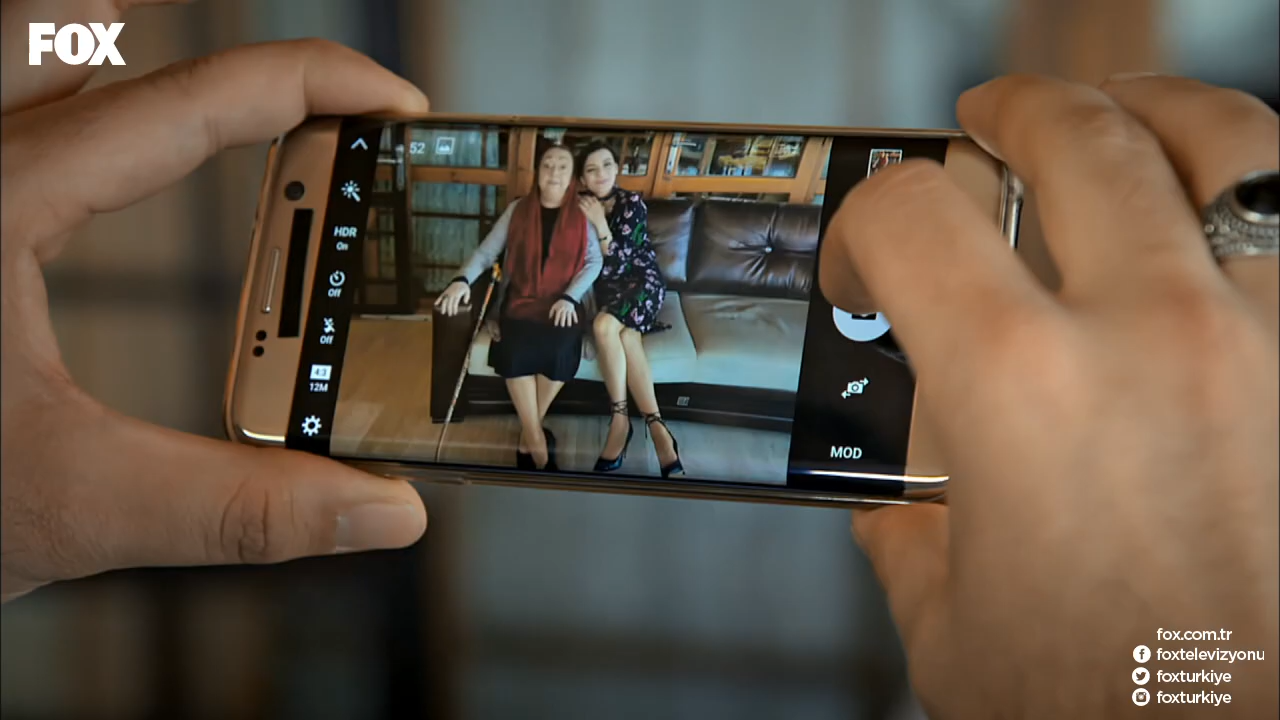 FOX
52
HDR
On
Off
Off
4:3
12M
MOD
fox.com.tr
foxtelevizyonu
foxturkiye
foxturkiye